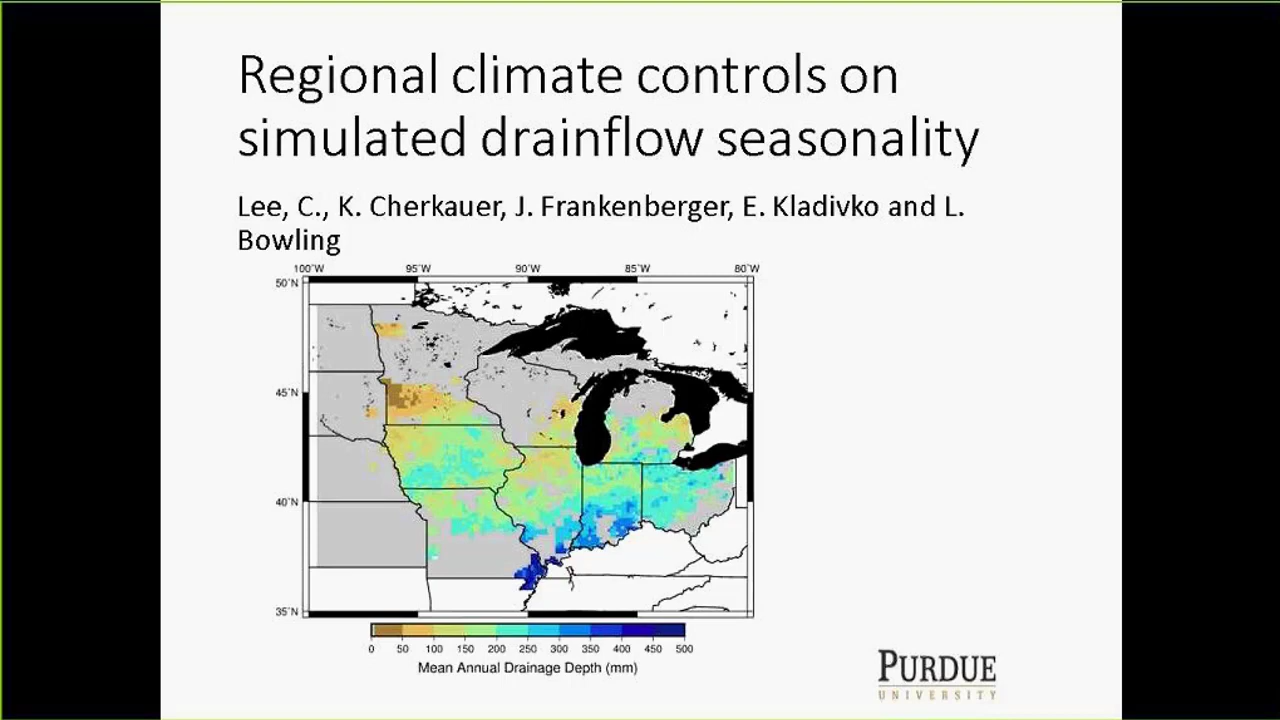 Regional climate controls on
simulated drainflow seasonality
Lee, C., K. Cherkauer, J. Frankenberger, E. Kladivko and L.
Bowling
100˚W 95˚W 90˚W 85˚W 80˚W
50˚N
45˚N
40˚N
35˚N
0 50 100 150 200 250 300 350 400 450 500
Mean Annual Drainage Depth (mm)
PURDUE
UNIVERSITY